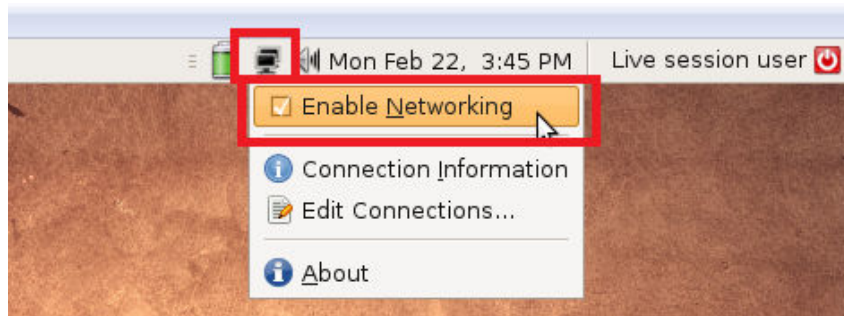 Mon Feb 22, 3:45 PM Live session user
Enable Networking
Connection Information
Edit Connections...
About